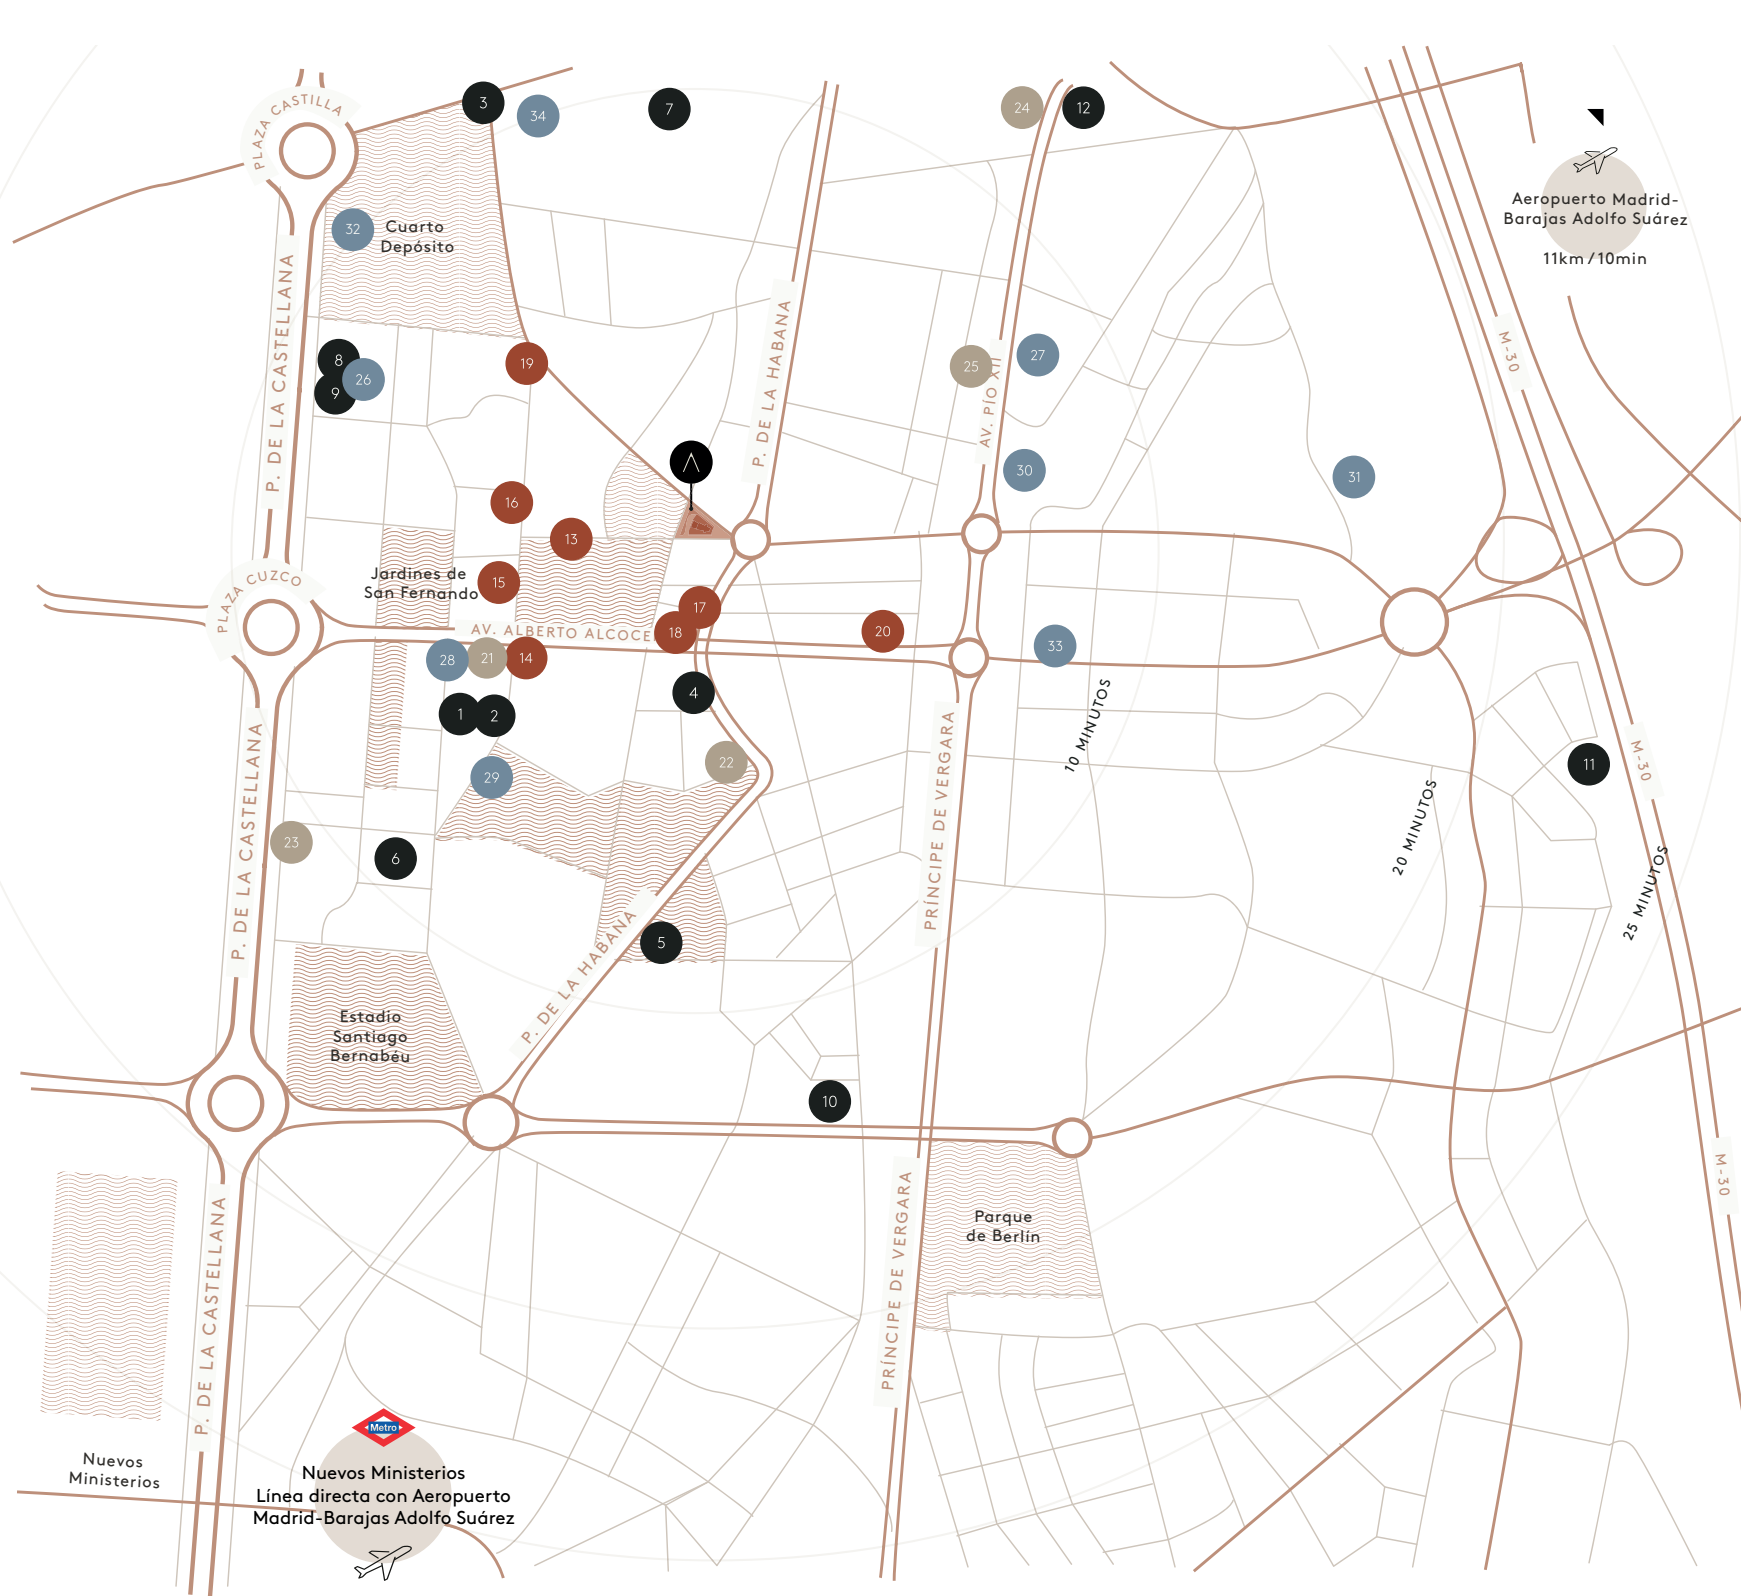 PLAZA CASTILLA
3
34
7
24
12
Aeropuerto Madrid-
Barajas Adolfo Suárez
11km/10min
32
Cuarto
Depósito
P. DE LA CASTELLANA
8
26
9
19
P. DE LA HABANA
25
AV. PÍO XII
27
M-30
16
30
31
13
PLAZA CUZCO
Jardines de
San Fernando
15
17
AV. ALBERTO ALCOCE
18
20
33
28
21
14
4
1
2
10 MINUTOS
22
29
11
M-30
P. DE LA CASTELLANA
PRÍNCIPE DE VERGARA
20 MINUTOS
23
6
25 MINUTOS
5
P. DE LA HABANA
Estadio
Santiago
Bernabéu
10
M-30
Parque
de Berlín
P. DE LA CASTELLANA
PRÍNCIPE DE VERGARA
Metro
Nuevos
Ministerios
Nuevos Ministerios
Línea directa con Aeropuerto
Madrid-Barajas Adolfo Suárez